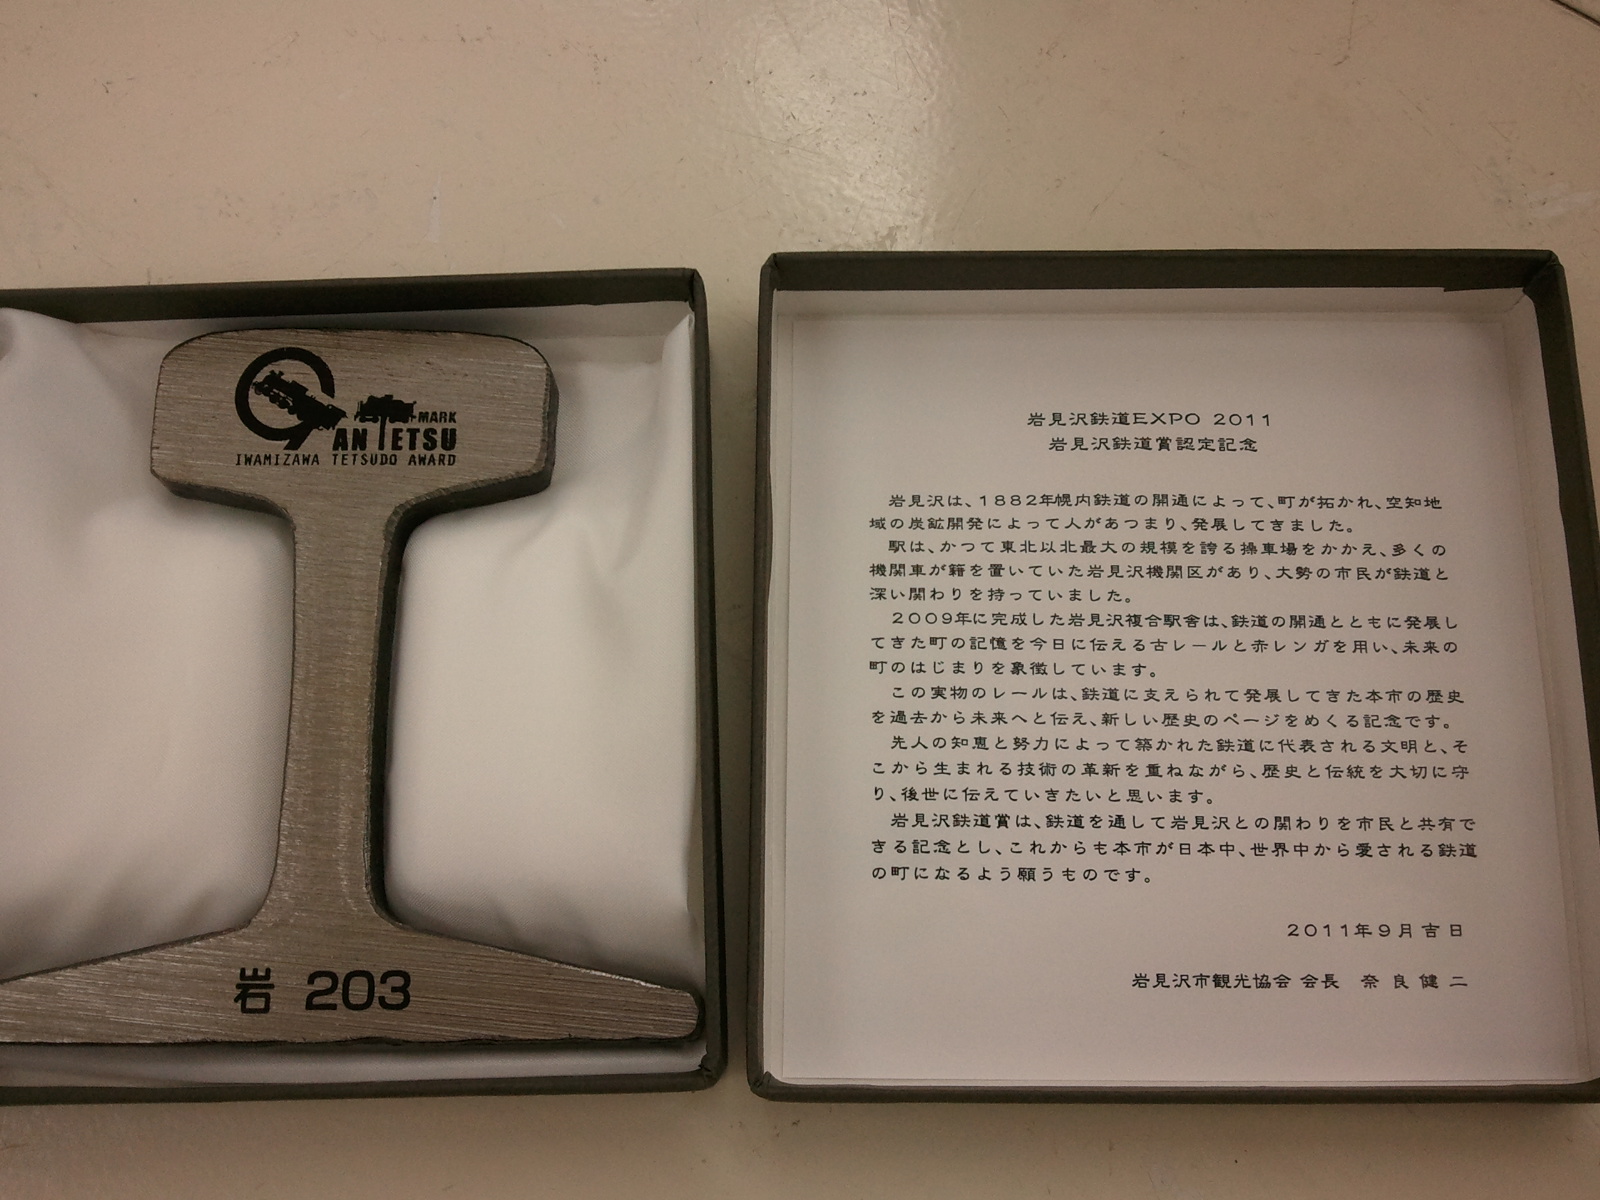 MARK
GANTETSU
IWAMIZAWA TETSUDO AWARD
岩 203
岩見沢鉄道EXPO 2011
岩見沢鉄道賞認定記念
岩見沢は、1882年幌内鉄道の開通によって、町が拓かれ、空知地
域の炭鉱開発によって人があつまり、発展してきました。
駅は、かつて東北以北最大の規模を誇る操車場をかかえ、多くの
機関車が籍を置いていた岩見沢機関区があり、大勢の市民が鉄道と
深い関わりを持っていました。
2009年に完成した岩見沢複合駅舎は、鉄道の開通とともに発展し
てきた町の記憶を今日に伝える古レールと赤レンガを用い、未来の
町のはじまりを象徴しています。
この実物のレールは、鉄道に支えられて発展してきた本市の歴史
を過去から未来へと伝え、新しい歴史のページをめくる記念です。
先人の知恵と努力によって築かれた鉄道に代表される文明と、そ
こから生まれる技術の革新を重ねながら、歴史と伝統を大切に守
り、後世に伝えていきたいと思います。
岩見沢鉄道賞は、鉄道を通して岩見沢との関わりを市民と共有で
きる記念とし、これからも本市が日本中、世界中から愛される鉄道
の町になるよう願うものです。
2011年9月吉日
岩見沢市観光協会 会長 奈良健二